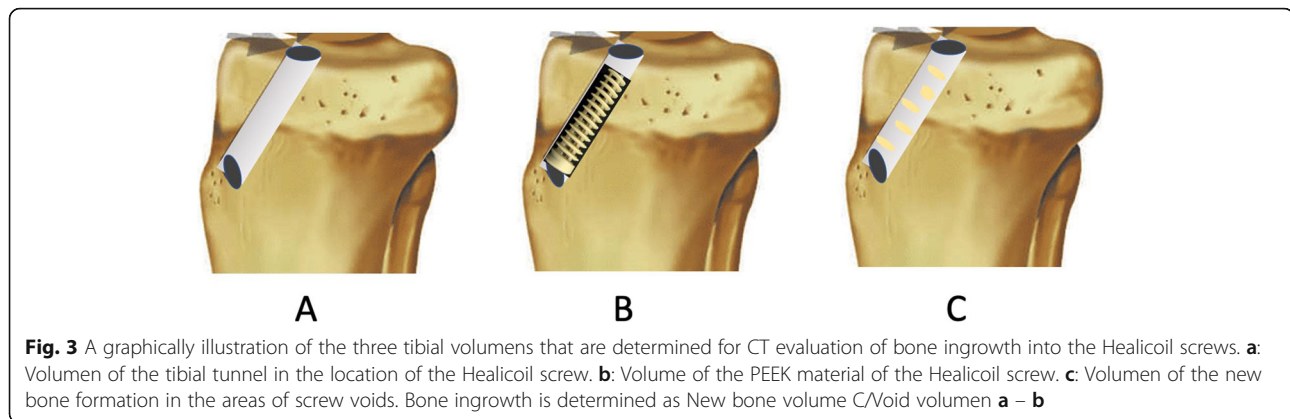 A B C
Fig. 3 A graphically illustration of the three tibial volumens that are determined for CT evaluation of bone ingrowth into the Healicoil screws. a:
Volumen of the tibial tunnel in the location of the Healicoil screw. b: Volume of the PEEK material of the Healicoil screw. c: Volumen of the new
bone formation in the areas of screw voids. Bone ingrowth is determined as New bone volume C/Void volumen a – b